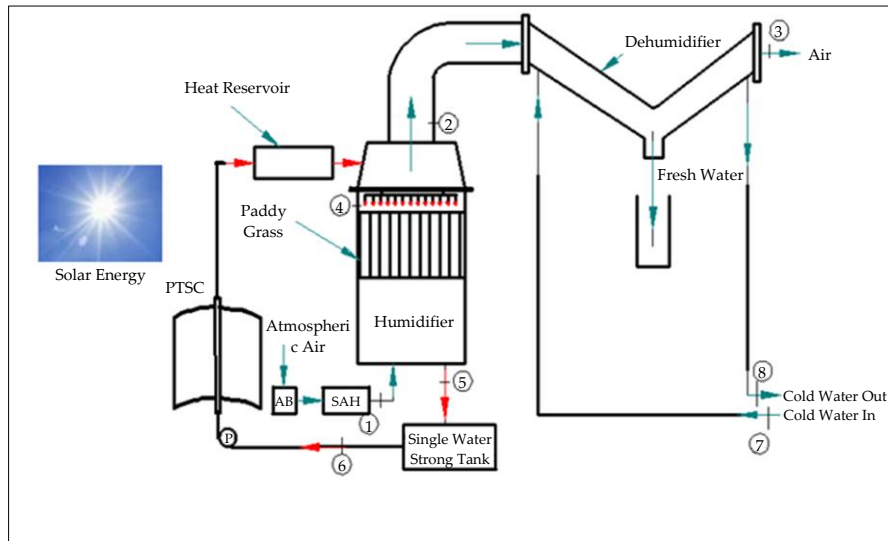 3
Dehumidifier
Air
Heat Reservoir
2
Fresh Water
4
Paddy
Grass
Solar Energy
PTSC
Atmospheri
c Air
Humidifier
5
8
AB
SAH
Cold Water Out
1
Cold Water In
7
P
Single Water
Strong Tank
6